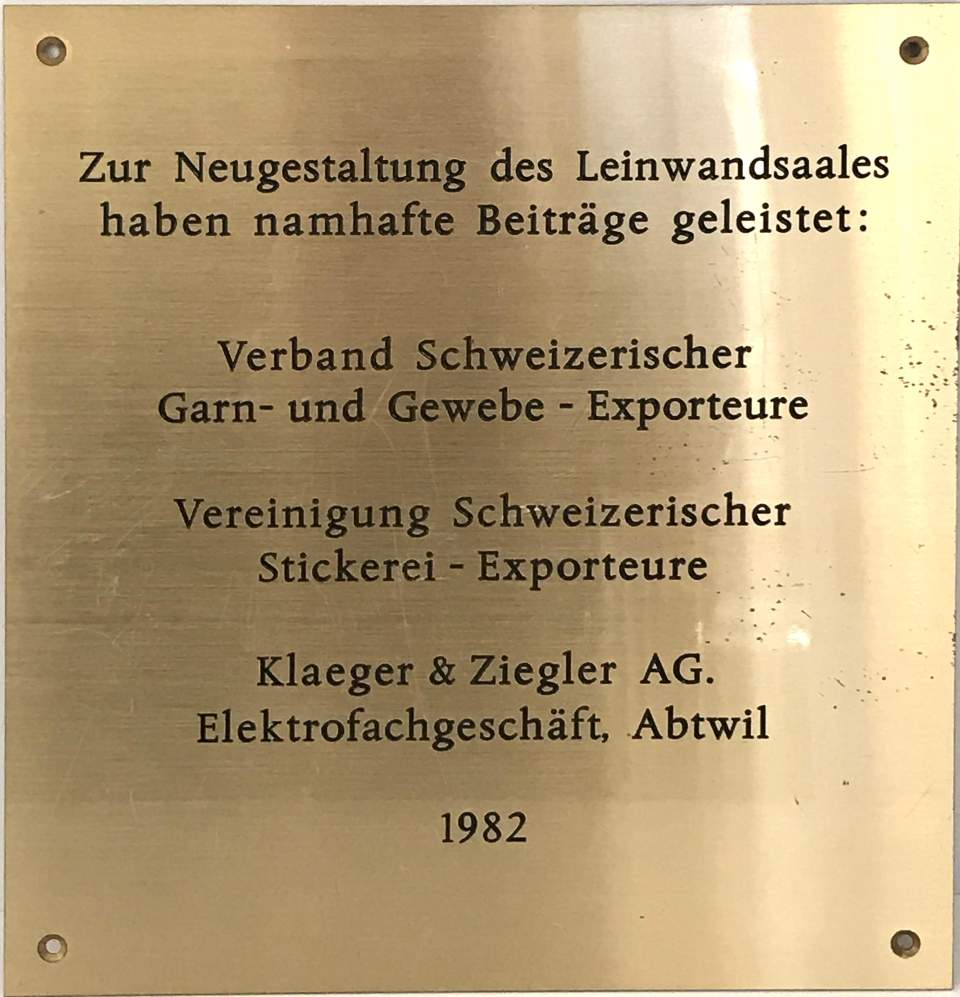 Zur Neugestaltung des Leinwandsaales
haben namhafte Beiträge geleistet:
Verband Schweizerischer
Garn- und Gewebe - Exporteure
Vereinigung Schweizerischer
Stickerei - Exporteure
Klaeger & Ziegler AG.
Elektrofachgeschäft, Abtwil
1982